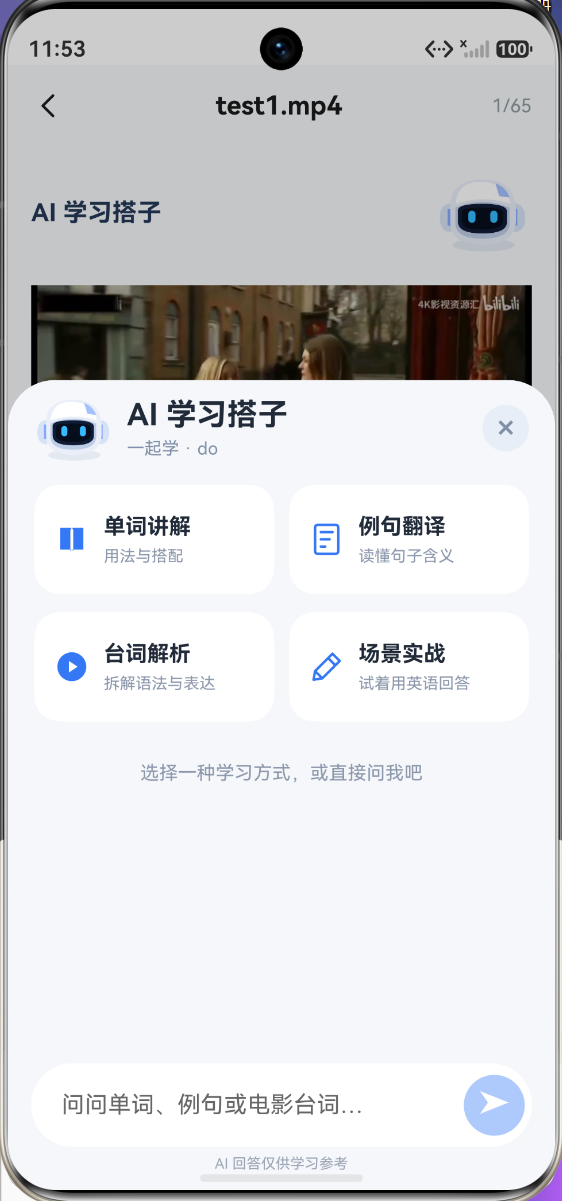 11:53
100
test1.mp4
1/65
AI 学习搭子
4K影视资源汇 bilibili
AI 学习搭子
一起学 · do
单词讲解
用法与搭配
例句翻译
读懂句子含义
台词解析
拆解语法与表达
场景实战
试着用英语回答
选择一种学习方式，或直接问我吧
问问单词、例句或电影台词...
AI 回答仅供学习参考